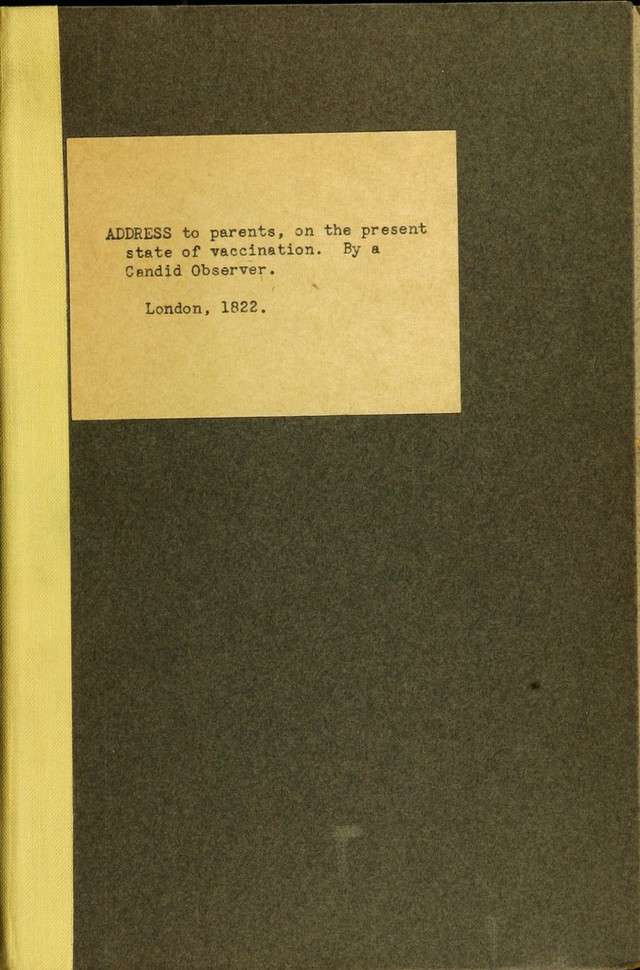 ADDRESS to parents, on the present
state of vaccination. By a
Candid Observer.
London, 1822.